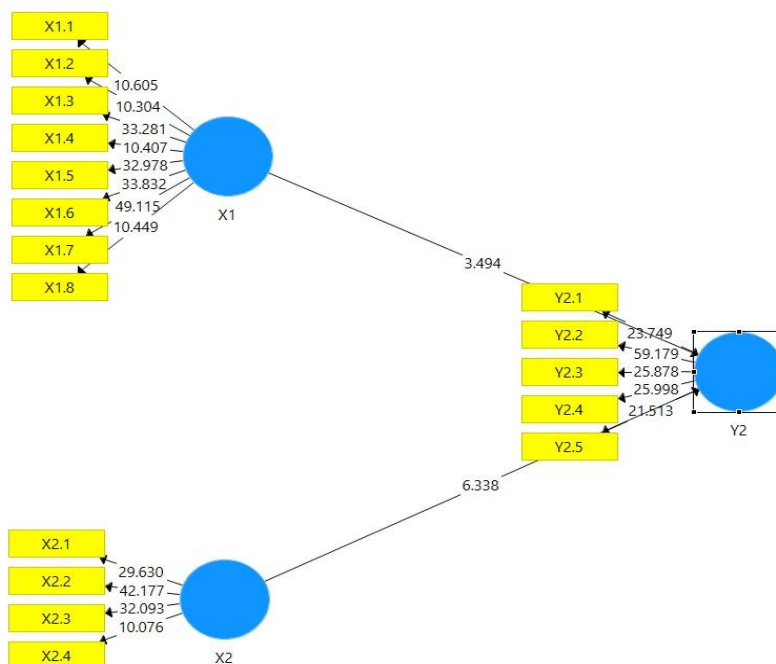 X1.1
X1.2
X1.3
X1.4
X1.5
X1.6
X1.7
X1.8
10.605
10.304
33.281
10.407
32.978
33.832
49.115
10.449
X1
3.494
Y2.1
Y2.2
Y2.3
Y2.4
Y2.5
23.749
59.179
25.878
25.998
21.513
Y2
6.338
X2.1
X2.2
X2.3
X2.4
29.630
42.177
32.093
10.076
X2